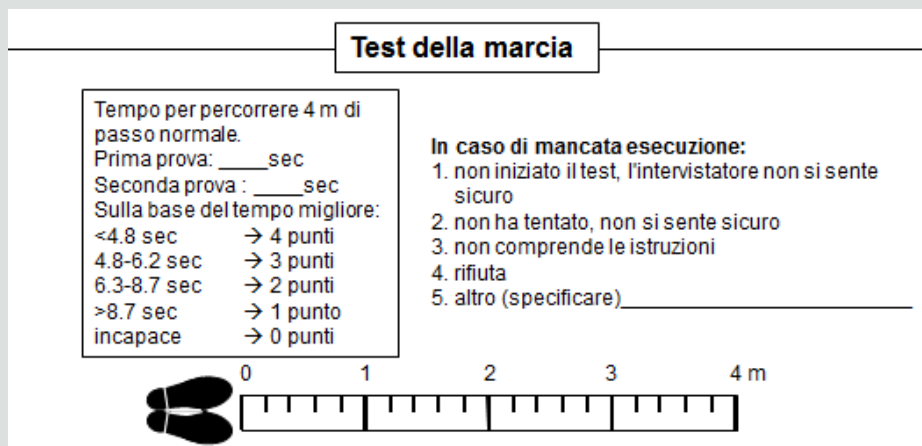 Test della marcia
Tempo per percorrere 4 m di
passo normale.
Prima prova: ____sec
Seconda prova : ____sec
Sulla base del tempo migliore:
<4.8 sec → 4 punti
4.8-6.2 sec → 3 punti
6.3-8.7 sec → 2 punti
>8.7 sec → 1 punto
incapace → 0 punti
In caso di mancata esecuzione:
1. non iniziato il test, l'intervistatore non si sente
sicuro
2. non ha tentato, non si sente sicuro
3. non comprende le istruzioni
4. rifiuta
5. altro (specificare)________________________
0 1 2 3 4 m